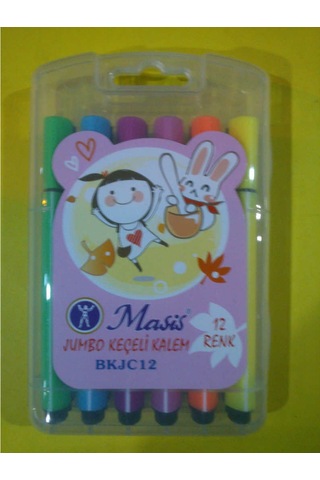 Masis®
12
RENK
JUMBO KEÇELİ KALEM
BKJC12